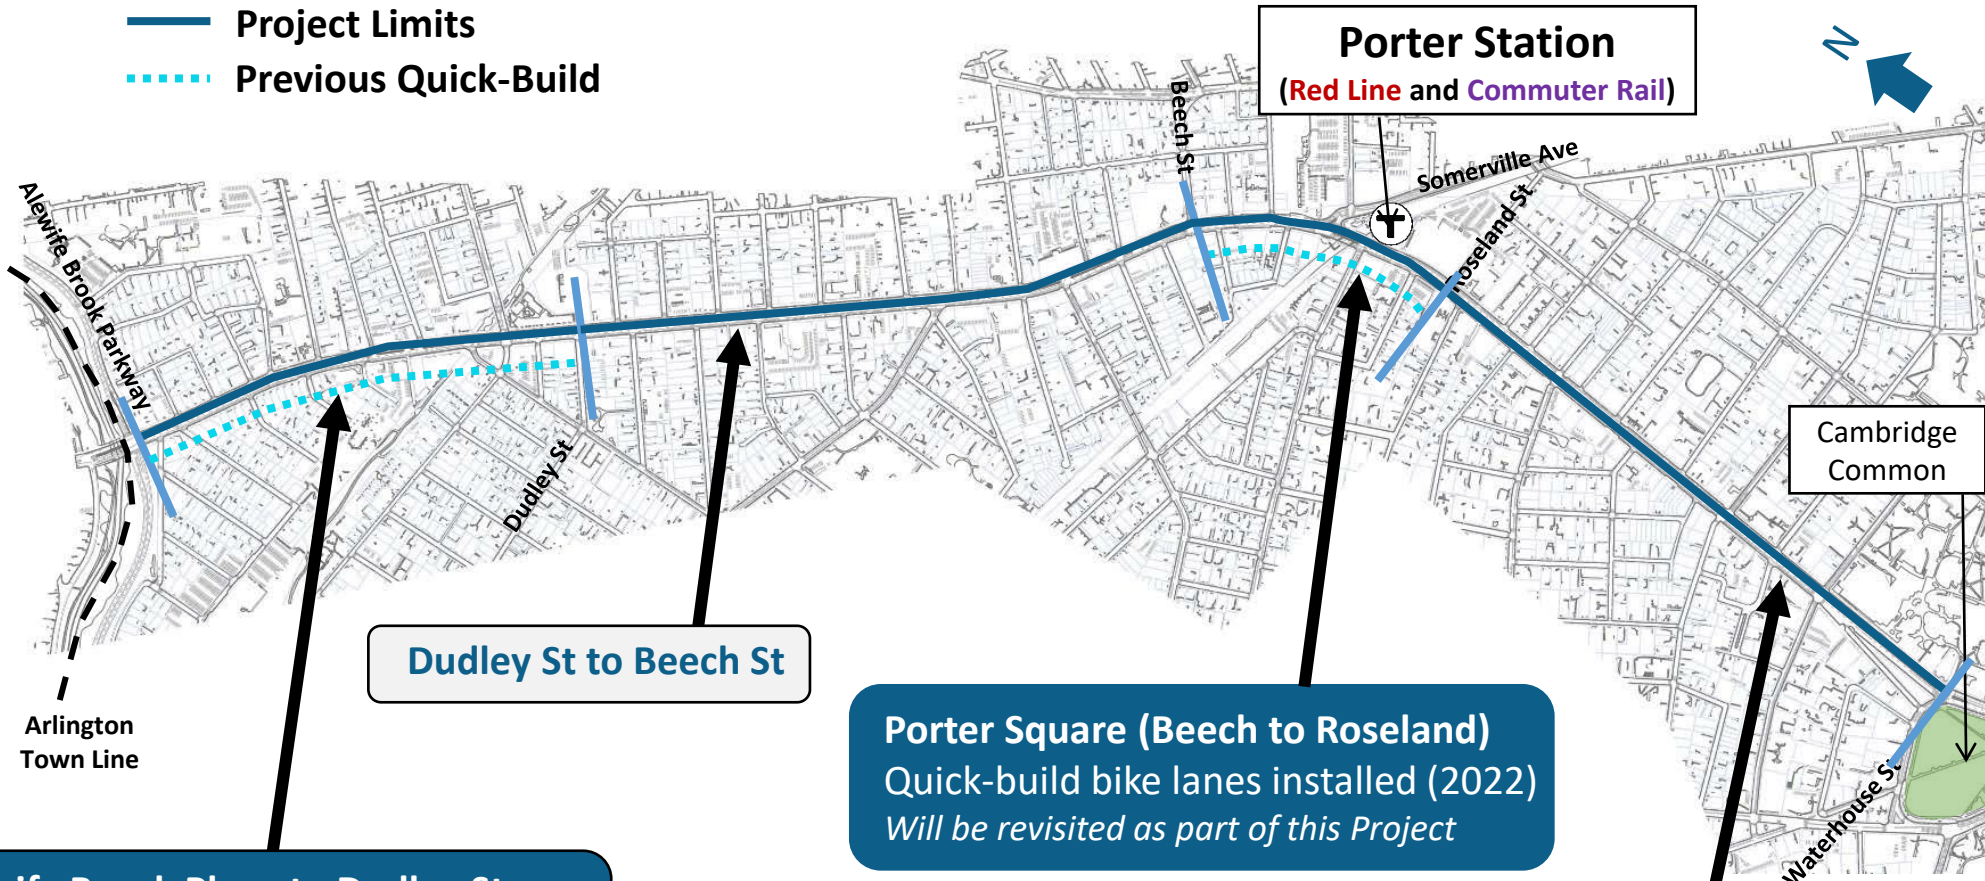 Project Limits
Previous Quick-Build
Porter Station
(Red Line and Commuter Rail)
N
Beech St
Somerville Ave
Roseland St
Alewife Brook Parkway
Cambridge
Common
Dudley St
Dudley St to Beech St
Arlington
Town Line
Porter Square (Beech to Roseland)
Quick-build bike lanes installed (2022)
Will be revisited as part of this Project
Waterhouse St